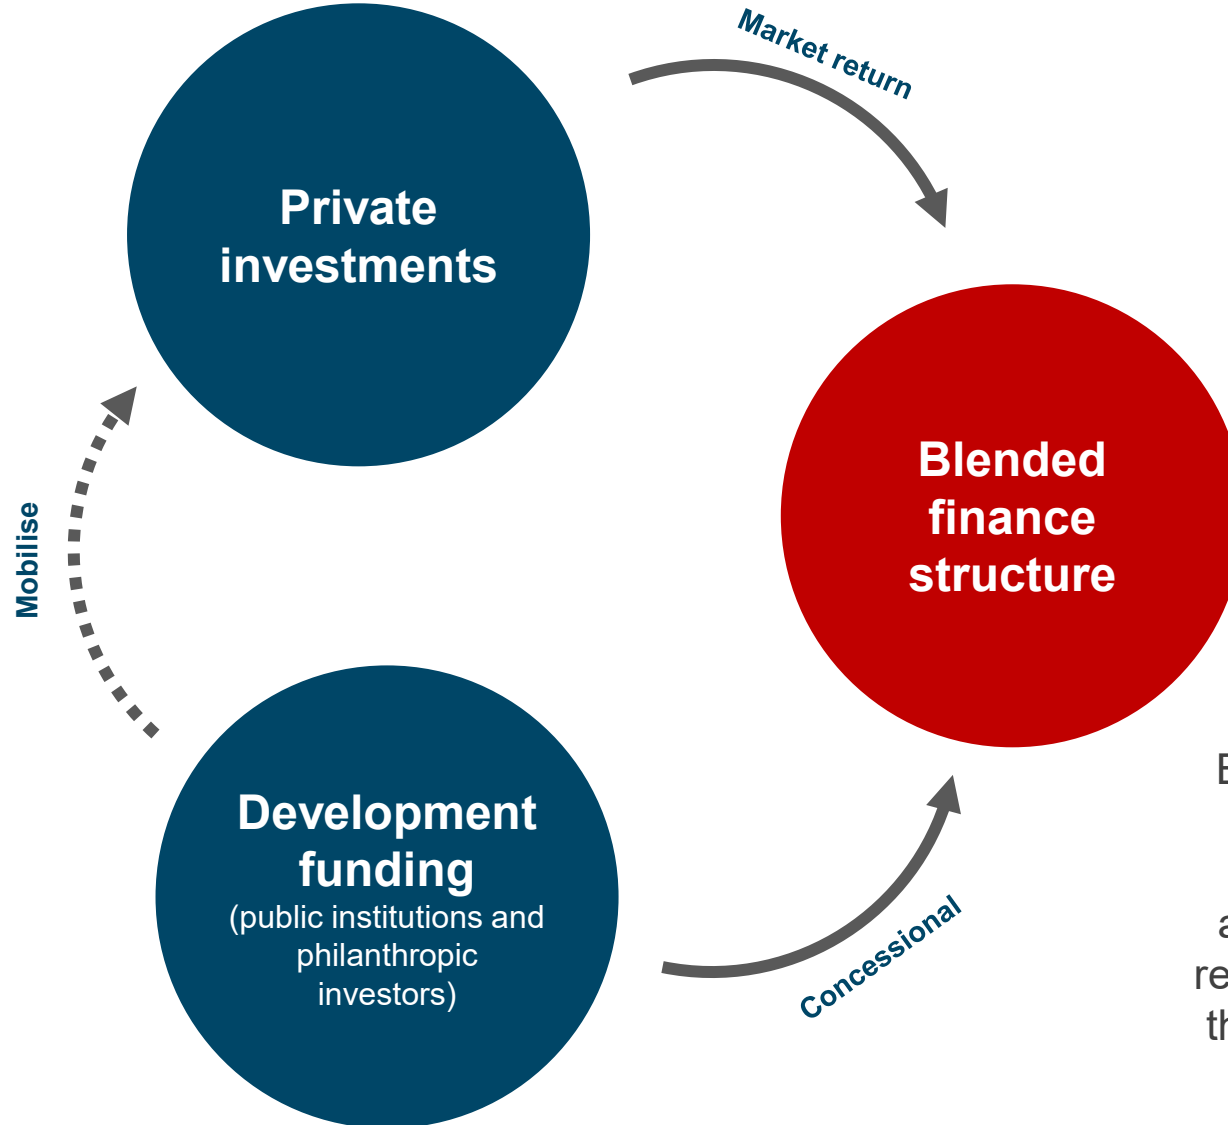 Market return
Private
investments
Blended
finance
structure
Mobilise
Development
funding
(public institutions and
philanthropic
investors)
Concessional